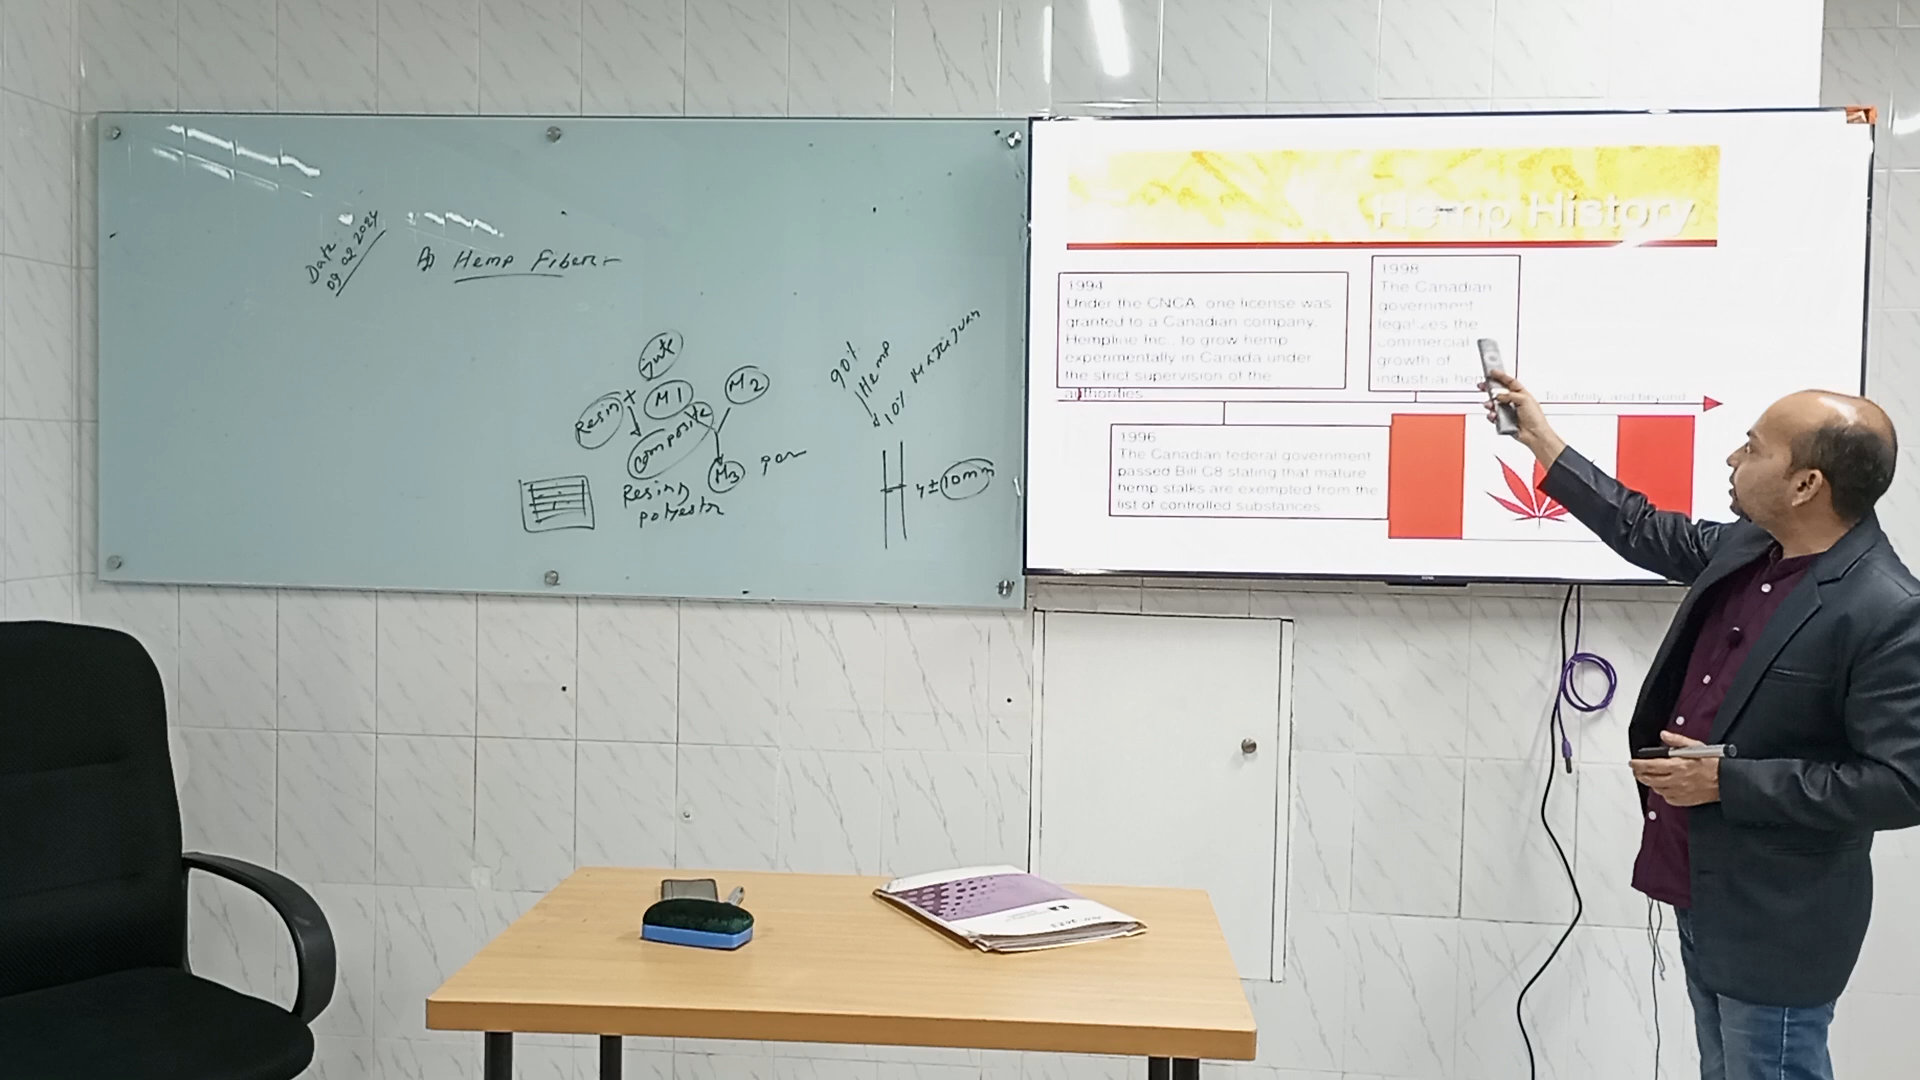 Date:
09.02.2024
Hemp Fiber:-
jute
Resin +
M1
M2
composite
M3
Resin,
polyester
90%
Hemp
10%
4±10mm
Hemp History
1994
Under the CNCA, one license was
granted to a Canadian company,
Hempline Inc., to grow hemp
experimentally in Canada under
the strict supervision of the
authorities
1998
The Canadian
government
legalizes the
commercial
growth of
industrial hemp
To infinity, and beyond
1996
The Canadian federal government
passed Bill C8 stating that mature
hemp stalks are exempted from the
list of controlled substances